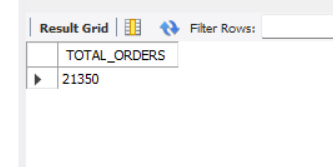 Result Grid Filter Rows:
TOTAL_ORDERS
21350